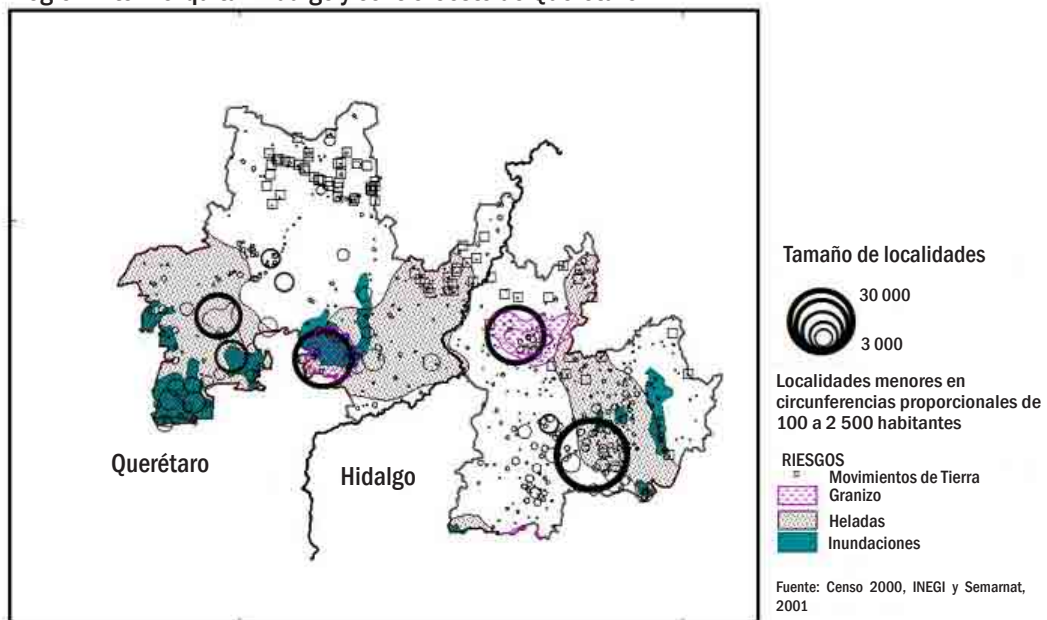 Tamaño de localidades
30 000
3 000
Localidades menores en
circunferencias proporcionales de
100 a 2 500 habitantes
RIESGOS
Movimientos de Tierra
Granizo
Heladas
Inundaciones
Querétaro
Hidalgo
Fuente: Censo 2000, INEGI y Semarnat,
2001